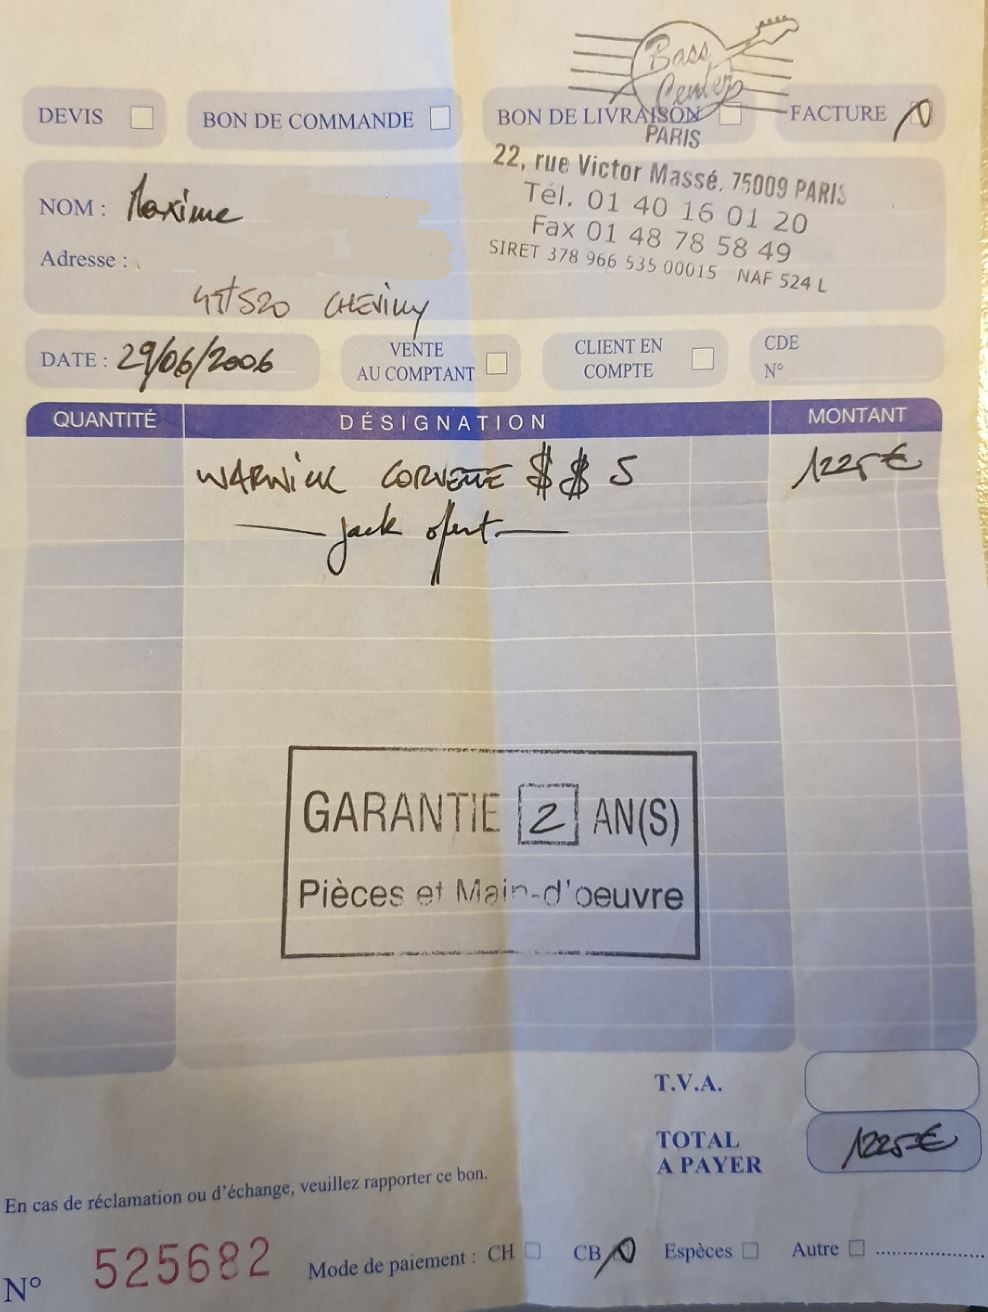 Bass
Center
PARIS
22, rue Victor Massé. 75009 PARIS
Tél. 01 40 16 01 20
Fax 01 48 78 58 49
SIRET 378 966 535 00015 NAF 524 L
DEVIS
BON DE COMMANDE
BON DE LIVRAISON
FACTURE
NOM : Maxime
Adresse :
45520 CHEVILLY
DATE : 29/06/2006
VENTE
AU COMPTANT
CLIENT EN
COMPTE
CDE
N°
QUANTITÉ DÉSIGNATION MONTANT
WARWICK CORVETTE $$ 5 1225 €
jack offert
GARANTIE 2 AN(S)
Pièces et Main-d'oeuvre
T.V.A.
TOTAL
A PAYER
1225 €
En cas de réclamation ou d'échange, veuillez rapporter ce bon.
N° 525682
Mode de paiement : CH CB Espèces Autre